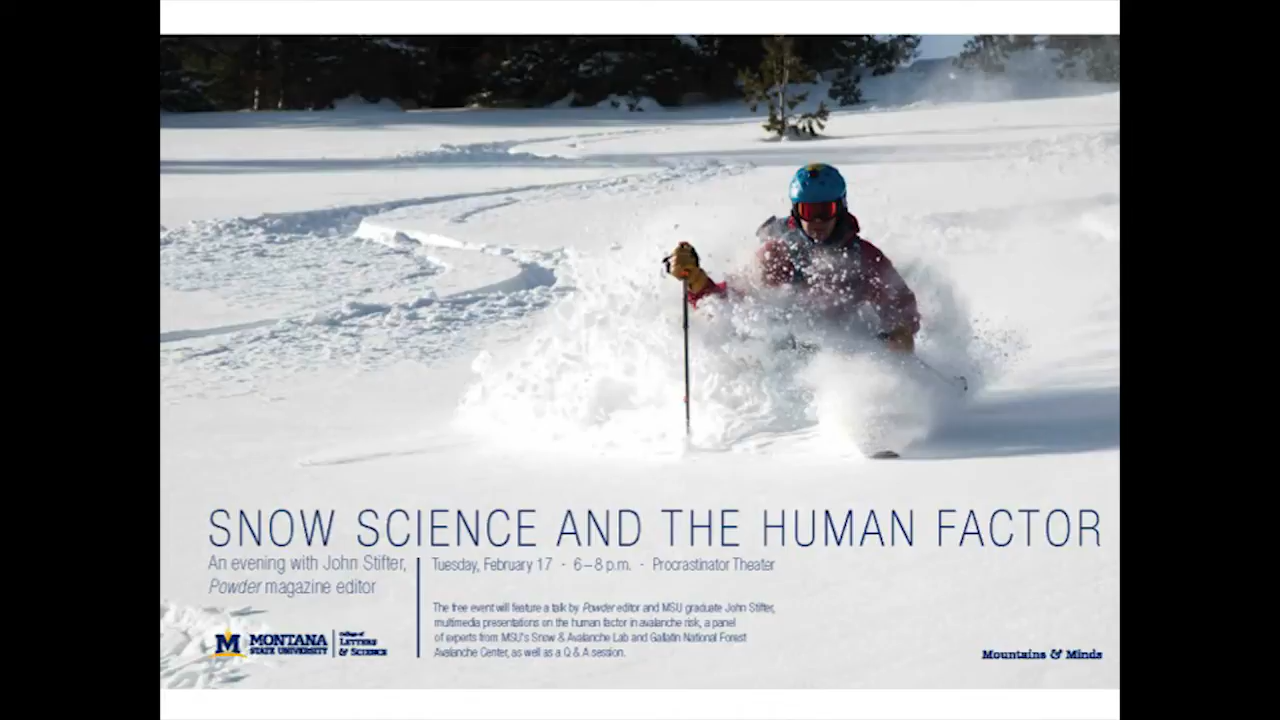 SNOW SCIENCE AND THE HUMAN FACTOR
An evening with John Stifter,
Powder magazine editor
Tuesday, February 17 - 6–8 p.m. - Procrastinator Theater
The free event will feature a talk by Powder editor and MSU graduate John Stifter,
multimedia presentations on the human factor in avalanche risk, a panel
of experts from MSU's Snow & Avalanche Lab and Gallatin National Forest
Avalanche Center, as well as a Q & A session.
M MONTANA
STATE UNIVERSITY
College of
LETTERS
& SCIENCE
Mountains & Minds